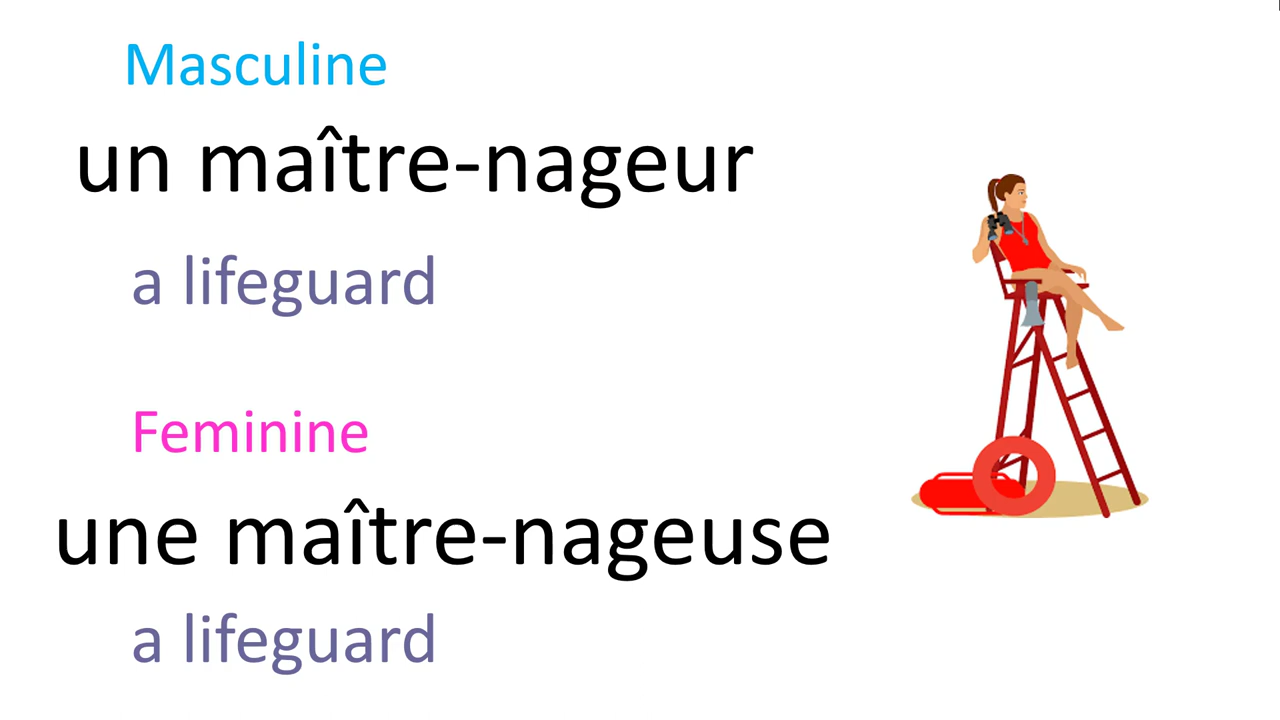 Masculine
un maître-nageur
a lifeguard
Feminine
une maître-nageuse
a lifeguard